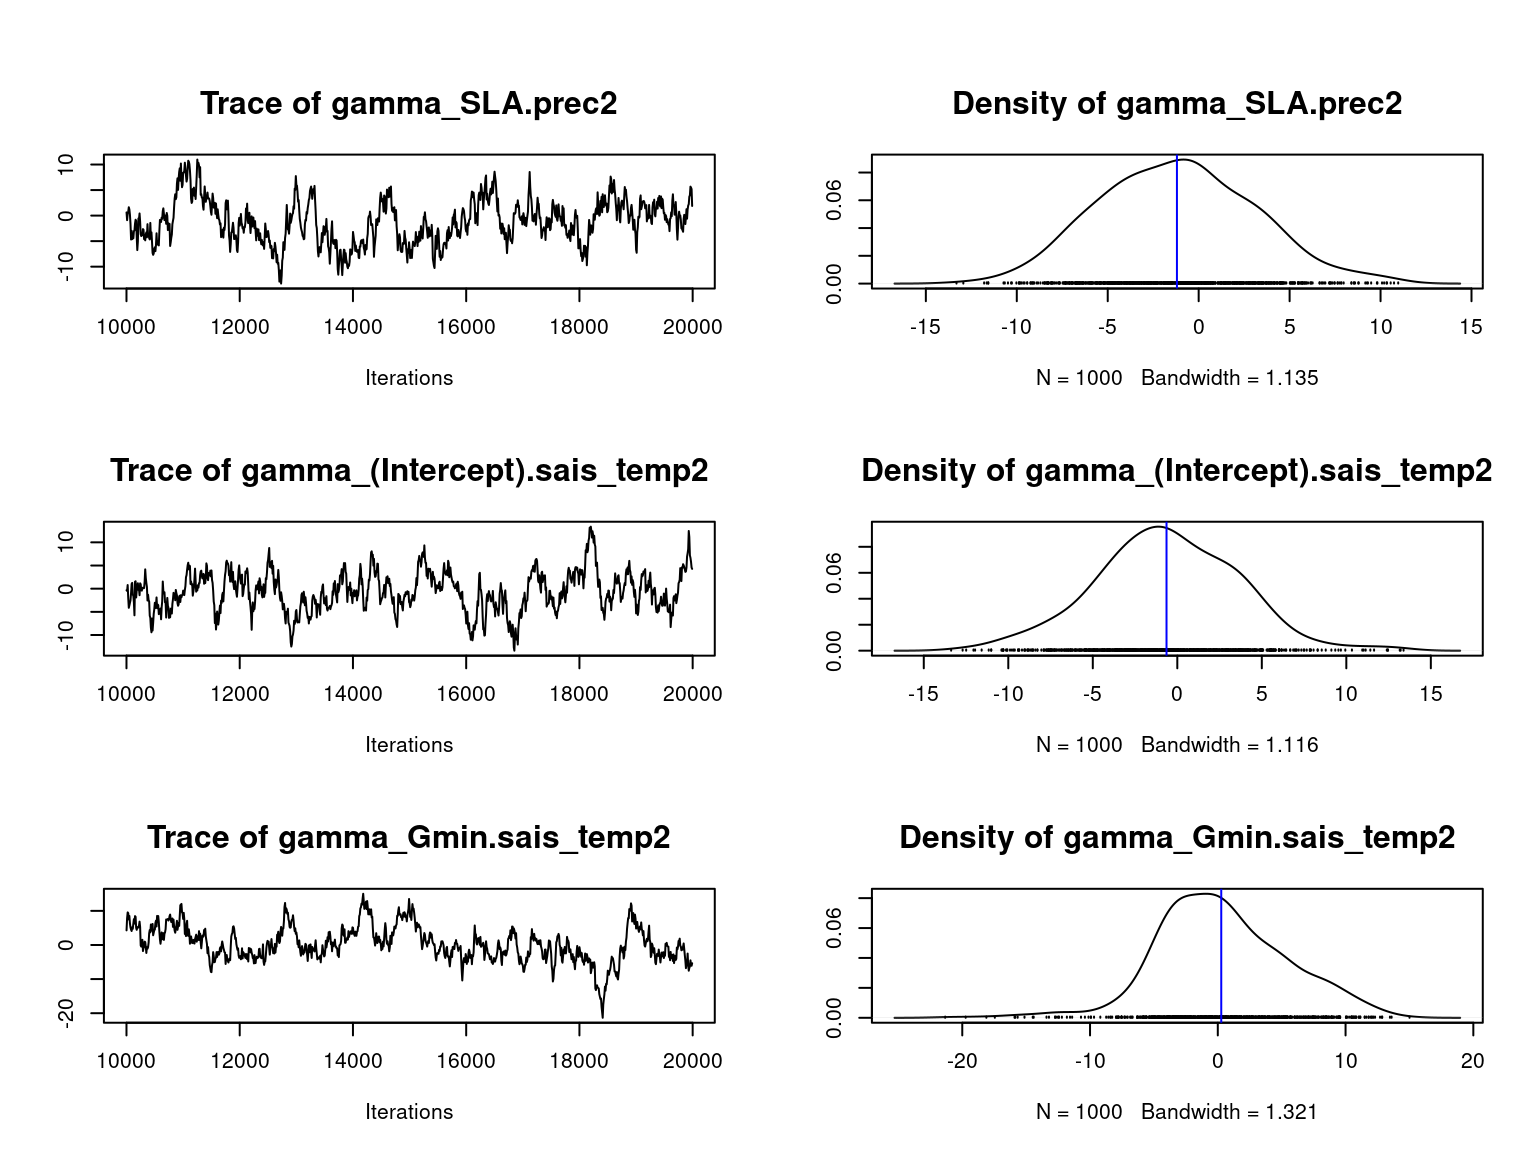 Trace of gamma_SLA.prec2
10
0
-10
10000 12000 14000 16000 18000 20000
Iterations
Density of gamma_SLA.prec2
0.06
0.00
-15 -10 -5 0 5 10 15
N = 1000 Bandwidth = 1.135
Trace of gamma_(Intercept).sais_temp2
10
0
-10
10000 12000 14000 16000 18000 20000
Iterations
Density of gamma_(Intercept).sais_temp2
0.06
0.00
-15 -10 -5 0 5 10 15
N = 1000 Bandwidth = 1.116
Trace of gamma_Gmin.sais_temp2
0
-20
10000 12000 14000 16000 18000 20000
Iterations
Density of gamma_Gmin.sais_temp2
0.06
0.00
-20 -10 0 10 20
N = 1000 Bandwidth = 1.321